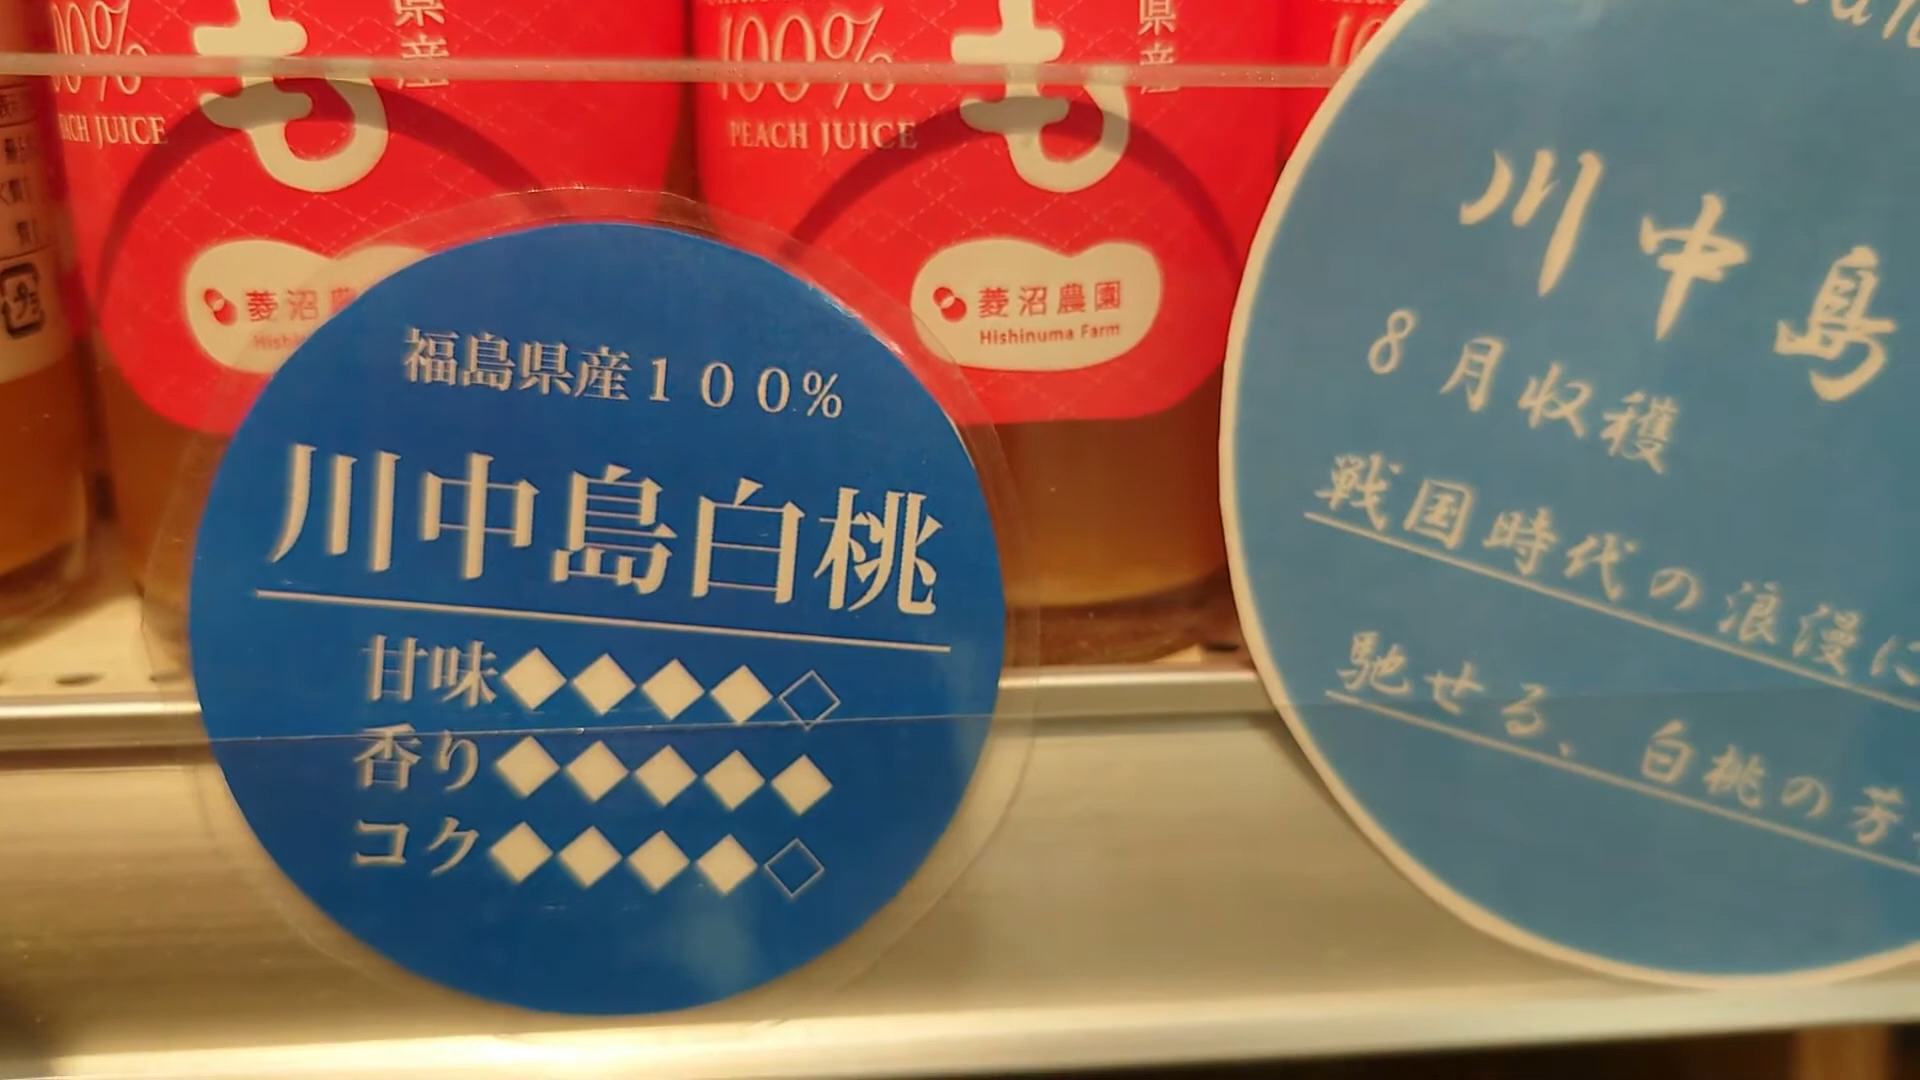 100%
PEACH JUICE
も
県産
菱沼農園
Hishinuma Farm
100%
JUICE
も
県産
菱沼
福島県産１００%
川中島白桃
甘味◆◆◆◆◇
香り◆◆◆◆◆
コク◆◆◆◆◇
川中島
8月収穫
戦国時代の浪漫に
馳せる、白桃の芳